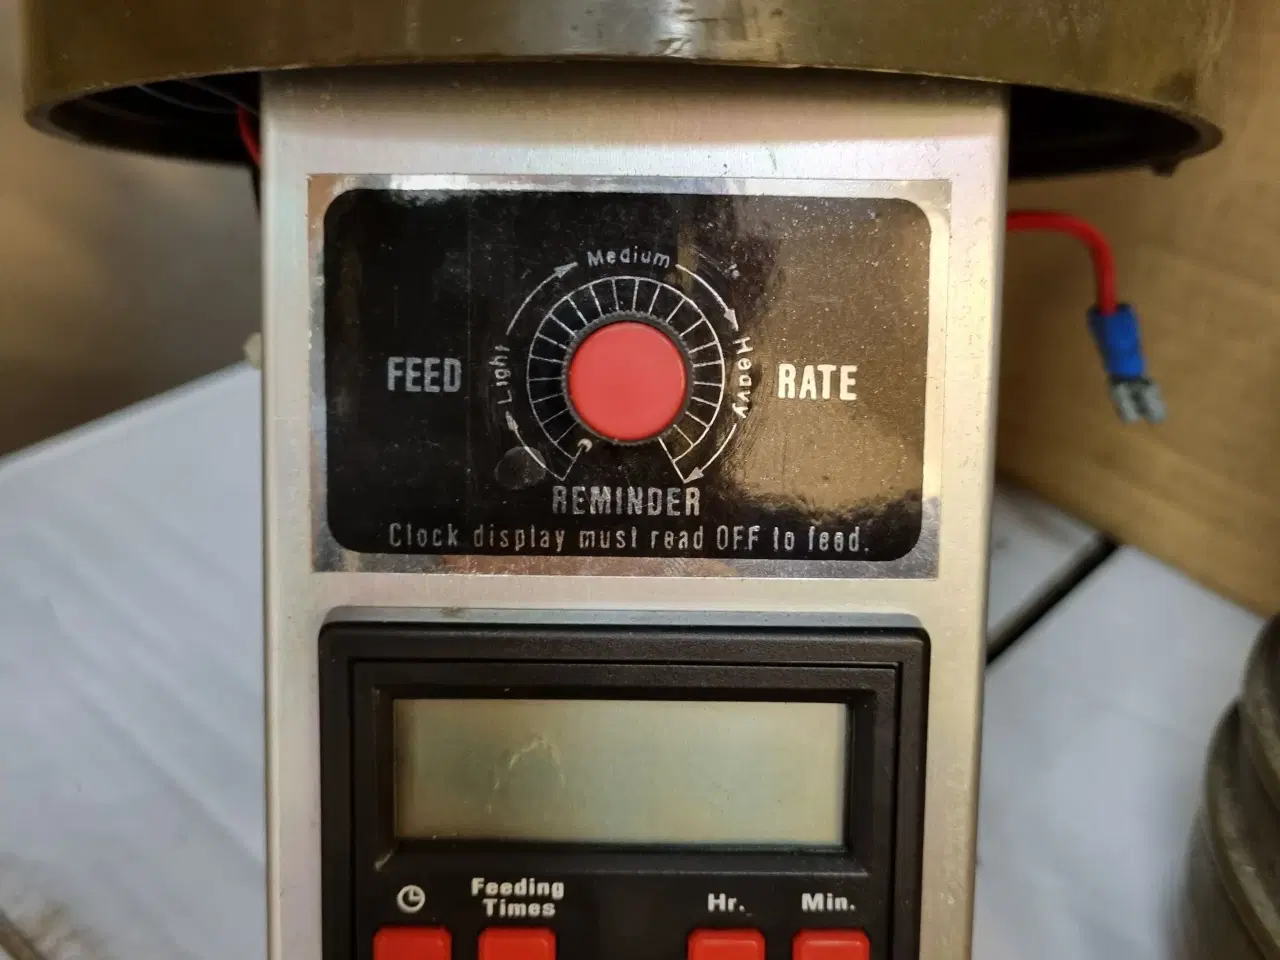 Medium
Light
Heavy
FEED
RATE
REMINDER
Clock display must read OFF to feed.
Feeding
Times
Hr.
Min.